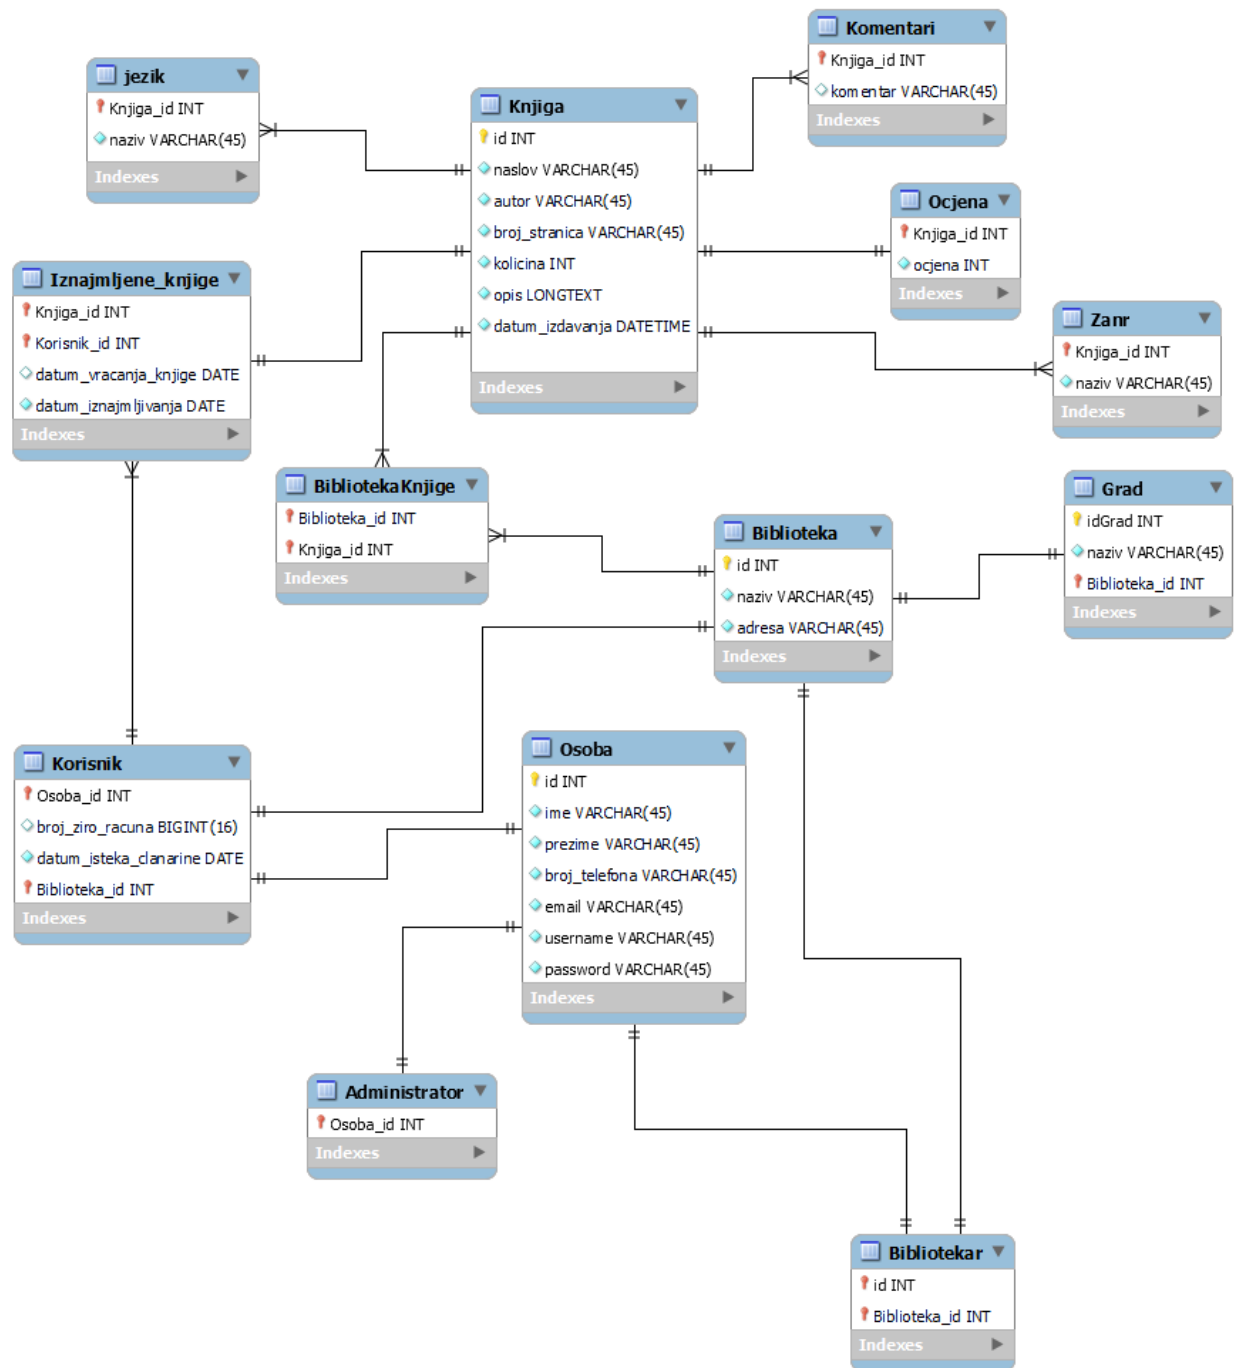 Komentari
Knjiga_id INT
komentar VARCHAR(45)
Indexes
jezik
Knjiga_id INT
naziv VARCHAR(45)
Indexes
Knjiga
id INT
naslov VARCHAR(45)
autor VARCHAR(45)
broj_stranica VARCHAR(45)
kolicina INT
opis LONGTEXT
datum_izdavanja DATETIME
Indexes
Ocjena
Knjiga_id INT
ocjena INT
Indexes
Iznajmljene_knjige
Knjiga_id INT
Korisnik_id INT
datum_vracanja_knjige DATE
datum_iznajmljivanja DATE
Indexes
Zanr
Knjiga_id INT
naziv VARCHAR(45)
Indexes
BibliotekaKnjige
Biblioteka_id INT
Knjiga_id INT
Indexes
Biblioteka
id INT
naziv VARCHAR(45)
adresa VARCHAR(45)
Indexes
Grad
idGrad INT
naziv VARCHAR(45)
Biblioteka_id INT
Indexes
Korisnik
Osoba_id INT
broj_ziro_racuna BIGINT(16)
datum_isteka_clanarine DATE
Biblioteka_id INT
Indexes
Osoba
id INT
ime VARCHAR(45)
prezime VARCHAR(45)
broj_telefona VARCHAR(45)
email VARCHAR(45)
username VARCHAR(45)
password VARCHAR(45)
Indexes
Administrator
Osoba_id INT
Indexes
Bibliotekar
id INT
Biblioteka_id INT
Indexes